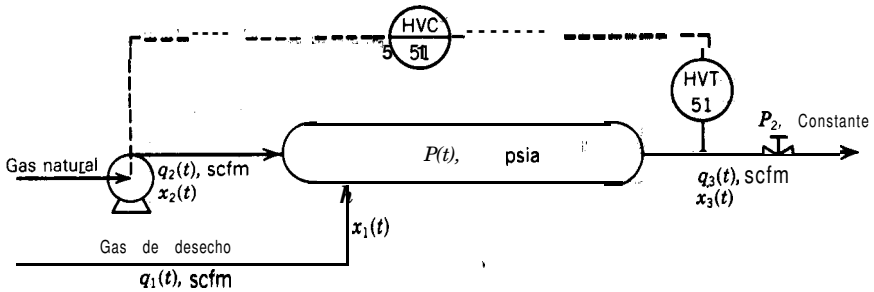 HVC
51
HVT
51
P₂, Constante
Gas natural
q₂(t), scfm
x₂(t)
P(t), psia
q₃(t), scfm
x₃(t)
x₁(t)
Gas de desecho
q₁(t), scfm